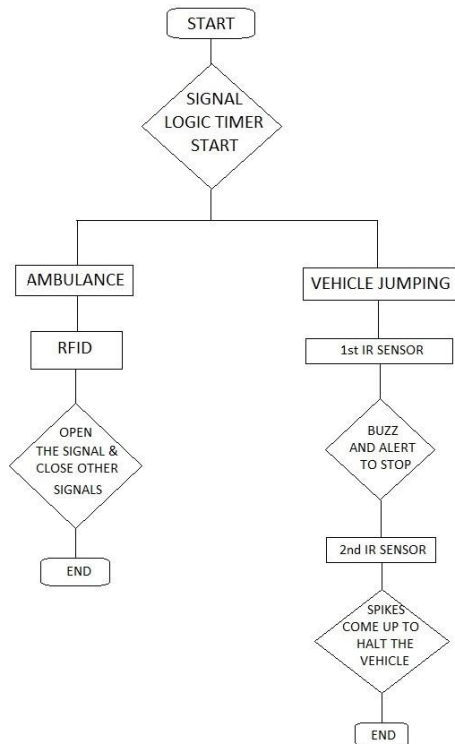 START
SIGNAL
LOGIC TIMER
START
AMBULANCE
RFID
OPEN
THE SIGNAL &
CLOSE OTHER
SIGNALS
END
VEHICLE JUMPING
1st IR SENSOR
BUZZ
AND ALERT
TO STOP
2nd IR SENSOR
SPIKES
COME UP TO
HALT THE
VEHICLE
END